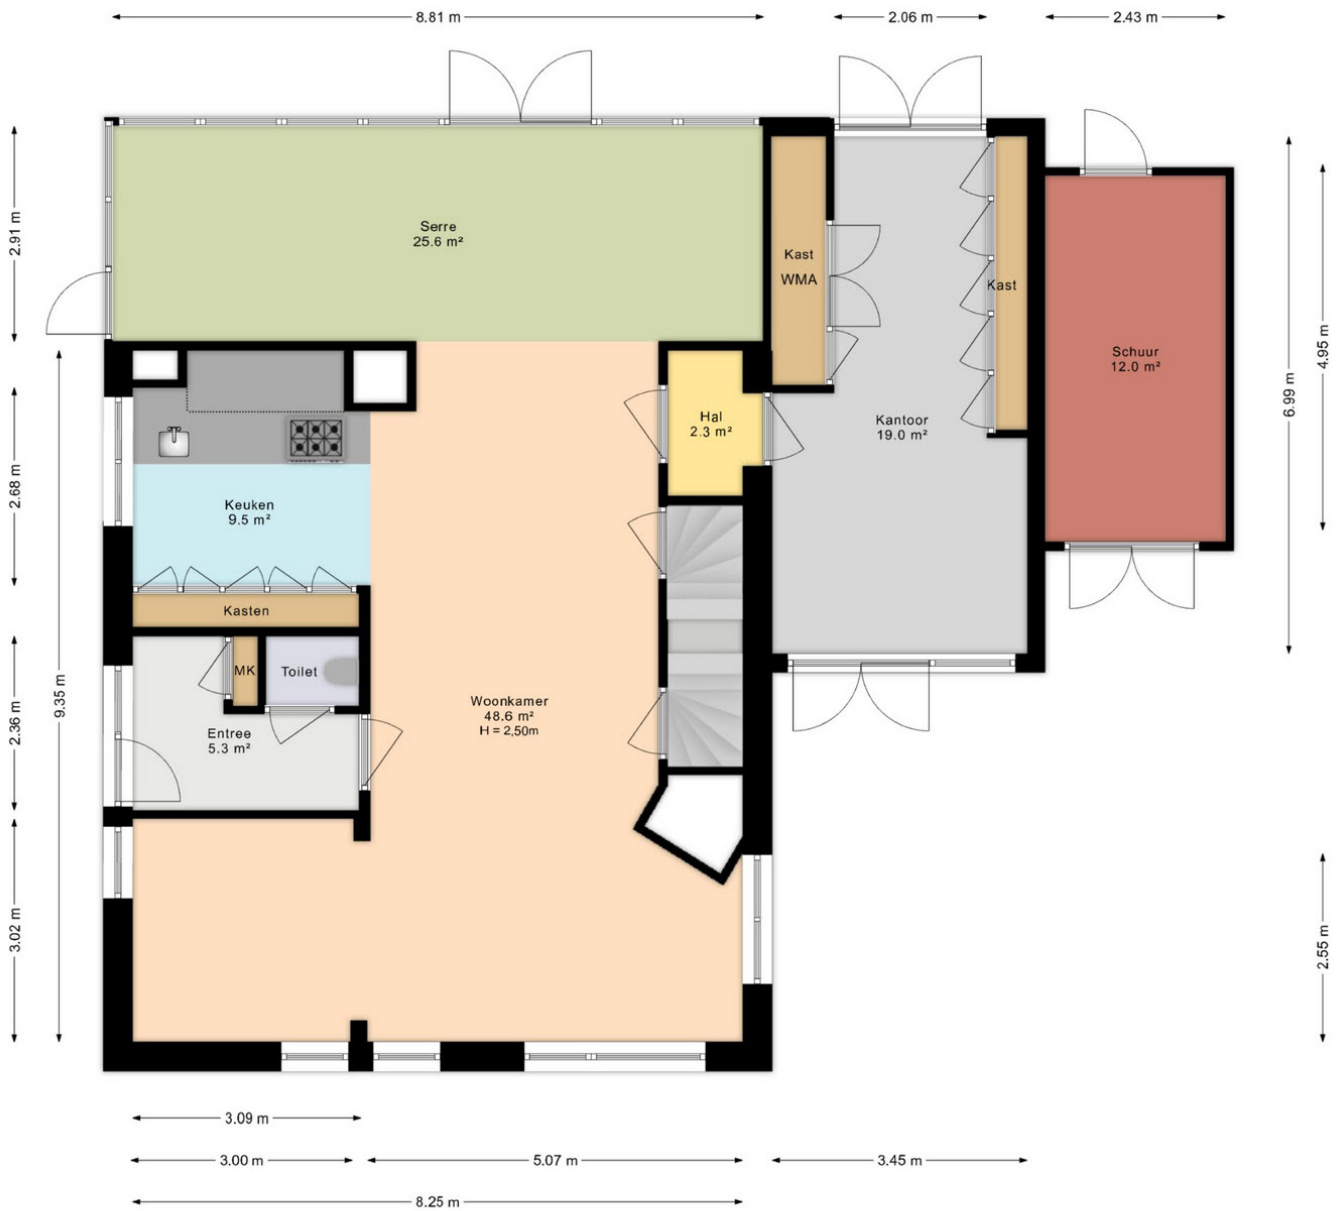 8.81 m
2.06 m
2.43 m
2.91 m
Serre
25.6 m²
Kast
WMA
Kast
Schuur
12.0 m²
4.95 m
6.99 m
Hal
2.3 m²
Kantoor
19.0 m²
2.68 m
Keuken
9.5 m²
Kasten
MK
Toilet
9.35 m
2.36 m
Entree
5.3 m²
Woonkamer
48.6 m²
H = 2,50m
3.02 m
2.55 m
3.09 m
3.00 m
5.07 m
3.45 m
8.25 m